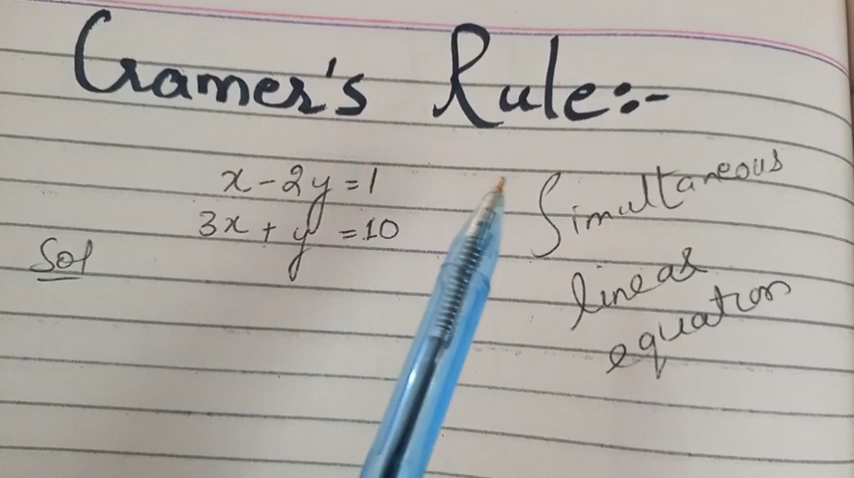 Cramer's Rule:-
x - 2y = 1
3x + y = 10
Sol
Simultaneous
linear
equation